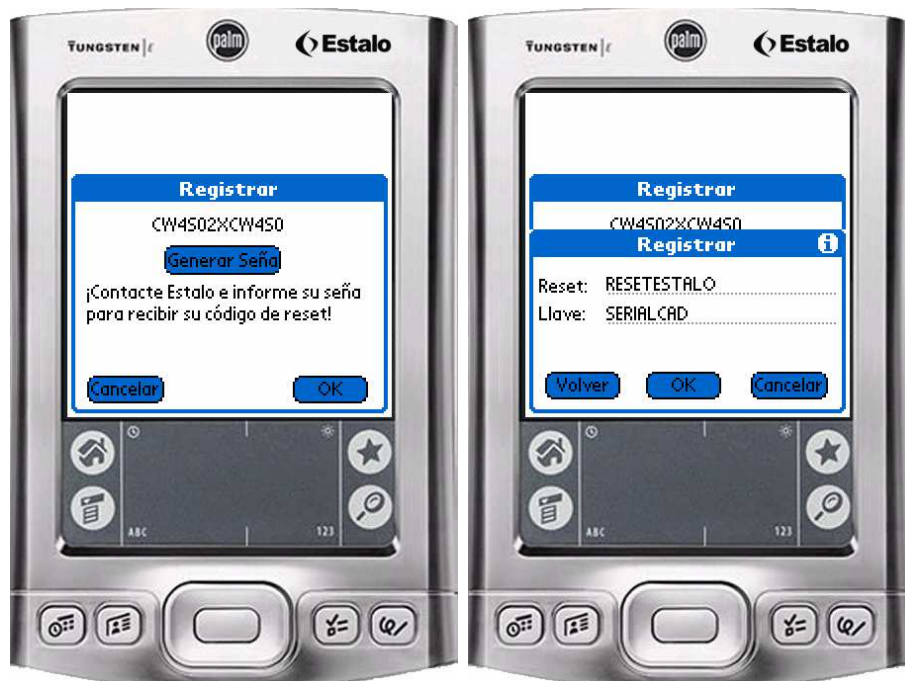 TUNGSTEN | E
palm
Estalo
Registrar
CW4S02XCW4S0
Generar Seña
¡Contacte Estalo e informe su seña
para recibir su código de reset!
Cancelar
OK
ABC
123
TUNGSTEN | E
palm
Estalo
Registrar
CW4S02XCW4S0
Registrar
i
Reset: RESETESTALO
Llave: SERIALCAD
Volver
OK
Cancelar
ABC
123